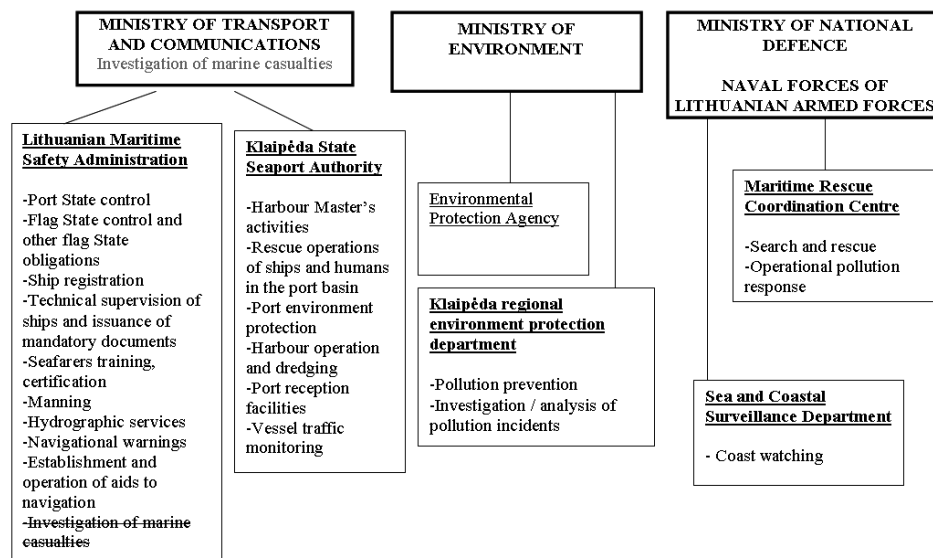 MINISTRY OF TRANSPORT
AND COMMUNICATIONS
Investigation of marine casualties
MINISTRY OF
ENVIRONMENT
MINISTRY OF NATIONAL
DEFENCE
NAVAL FORCES OF
LITHUANIAN ARMED FORCES
Lithuanian Maritime
Safety Administration
-Port State control
-Flag State control and
other flag State
obligations
-Ship registration
-Technical supervision of
ships and issuance of
mandatory documents
-Seafarers training,
certification
-Manning
-Hydrographic services
-Navigational warnings
-Establishment and
operation of aids to
navigation
-Investigation of marine
casualties
Klaipėda State
Seaport Authority
-Harbour Master's
activities
-Rescue operations
of ships and humans
in the port basin
-Port environment
protection
-Harbour operation
and dredging
-Port reception
facilities
-Vessel traffic
monitoring
Environmental
Protection Agency
Klaipėda regional
environment protection
department
-Pollution prevention
-Investigation / analysis of
pollution incidents
Maritime Rescue
Coordination Centre
-Search and rescue
-Operational pollution
response
Sea and Coastal
Surveillance Department
- Coast watching